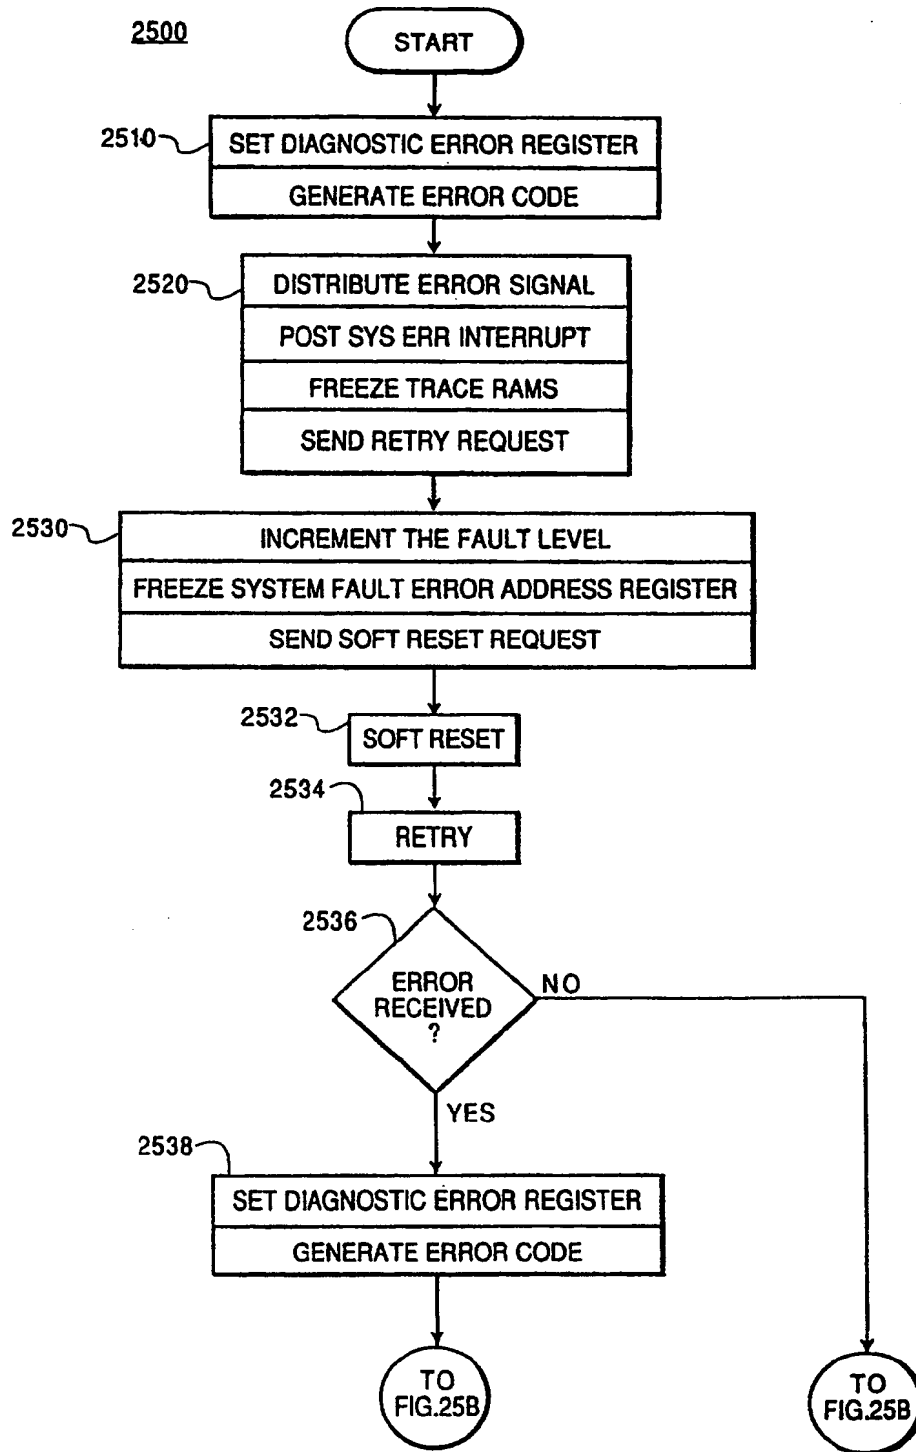 2500
START
2510
SET DIAGNOSTIC ERROR REGISTER
GENERATE ERROR CODE
2520
DISTRIBUTE ERROR SIGNAL
POST SYS ERR INTERRUPT
FREEZE TRACE RAMS
SEND RETRY REQUEST
2530
INCREMENT THE FAULT LEVEL
FREEZE SYSTEM FAULT ERROR ADDRESS REGISTER
SEND SOFT RESET REQUEST
2532
SOFT RESET
2534
RETRY
2536
ERROR
RECEIVED
?
NO
YES
2538
SET DIAGNOSTIC ERROR REGISTER
GENERATE ERROR CODE
TO
FIG.25B
TO
FIG.25B